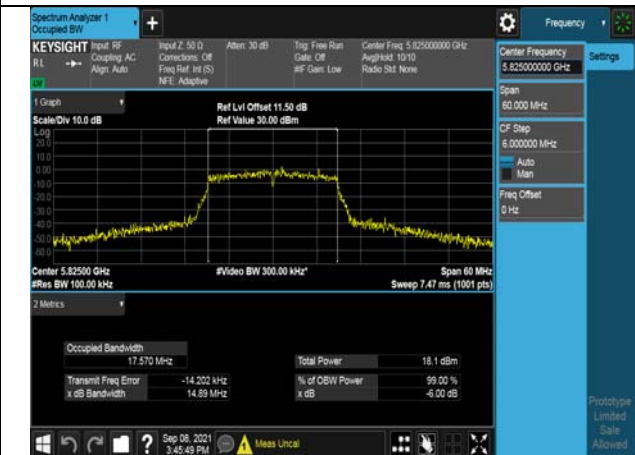 Spectrum Analyzer 1
Occupied BW
+
Frequency
KEYSIGHT
RL
Input: RF
Coupling: AC
Align: Auto
Input Z: 50 Ω
Corrections: Off
Freq Ref: Int (S)
NFE: Adaptive
Atten: 30 dB
Trig: Free Run
Gate: Off
#IF Gain: Low
Center Freq: 5.825000000 GHz
Avg|Hold: 10/10
Radio Std: None
Center Frequency
5.825000000 GHz
Settings
Span
60.000 MHz
CF Step
6.000000 MHz
Auto
Man
Freq Offset
0 Hz
1 Graph
Scale/Div 10.0 dB
Ref Lvl Offset 11.50 dB
Ref Value 30.00 dBm
Log
20.0
10.0
0.00
-10.0
-20.0
-30.0
-40.0
-50.0
-60.0
Center 5.82500 GHz
#Res BW 100.00 kHz
#Video BW 300.00 kHz*
Span 60 MHz
Sweep 7.47 ms (1001 pts)
2 Metrics
Occupied Bandwidth
17.570 MHz
Total Power 18.1 dBm
Transmit Freq Error -14.202 kHz
% of OBW Power 99.00 %
x dB Bandwidth 14.89 MHz
x dB -6.00 dB
Prototype
Limited
Sale
Allowed
?
Sep 08, 2021
3:45:49 PM
Meas Uncal